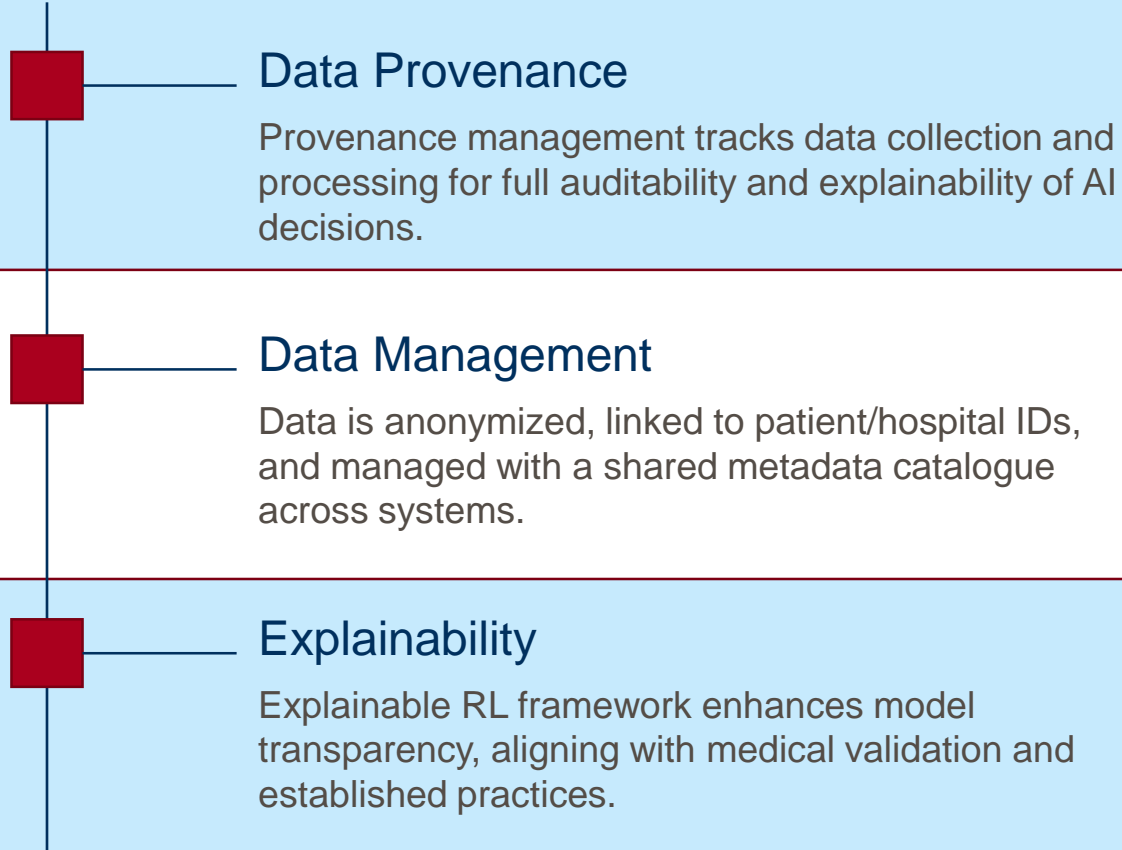 Data Provenance
Provenance management tracks data collection and
processing for full auditability and explainability of AI
decisions.
Data Management
Data is anonymized, linked to patient/hospital IDs,
and managed with a shared metadata catalogue
across systems.
Explainability
Explainable RL framework enhances model
transparency, aligning with medical validation and
established practices.